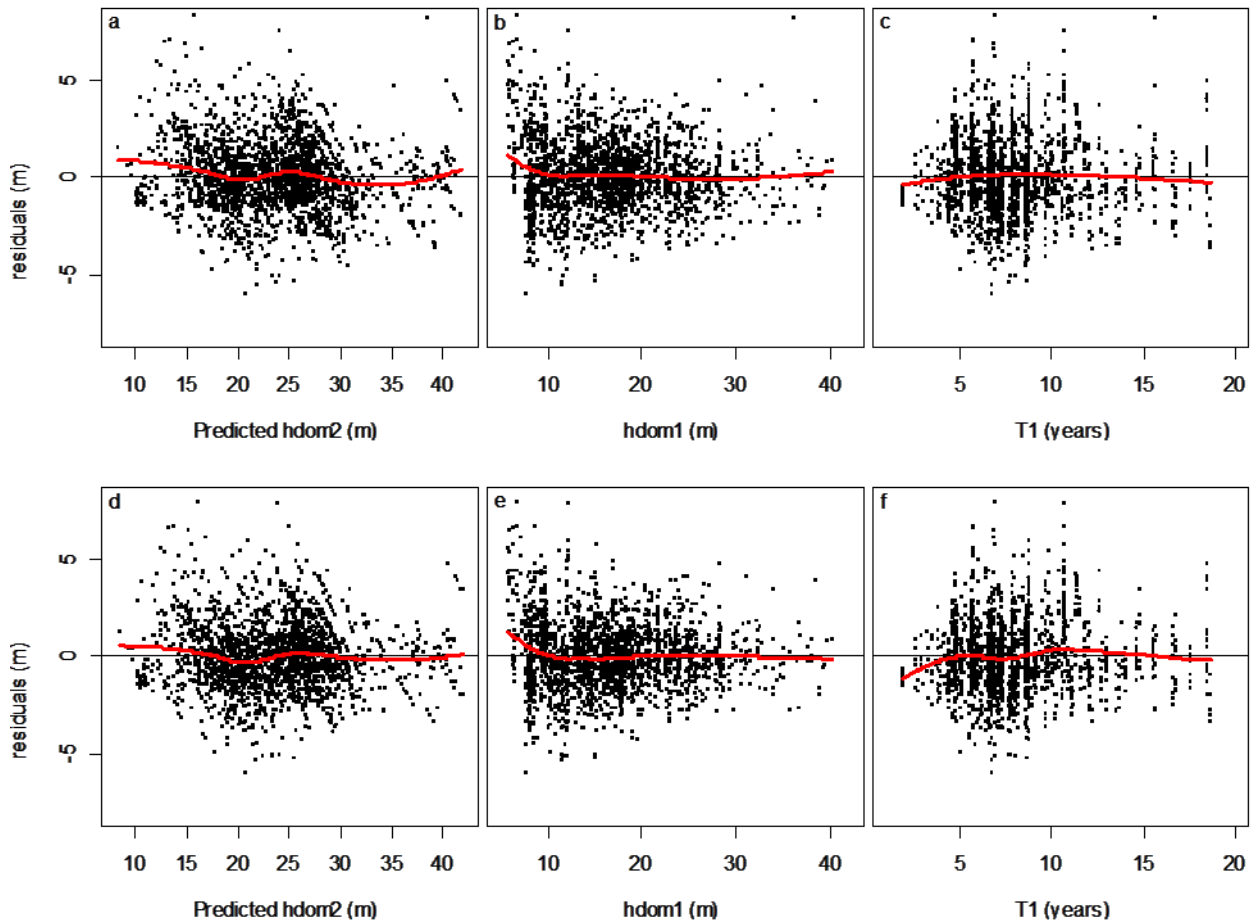 a b c
residuals (m)
5
0
-5
10 15 20 25 30 35 40
10 20 30 40
5 10 15 20
Predicted hdom2 (m)
hdom1 (m)
T1 (years)
d e f
residuals (m)
5
0
-5
10 15 20 25 30 35 40
10 20 30 40
5 10 15 20
Predicted hdom2 (m)
hdom1 (m)
T1 (years)